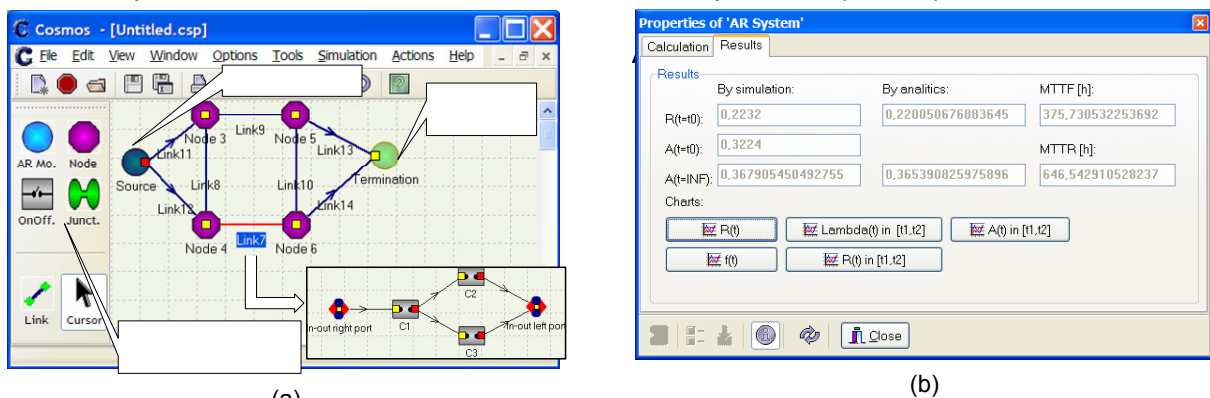 Cosmos - [Untitled.csp]
File Edit View Window Options Tools Simulation Actions Help
AR Mo. Node
OnOff. Junct.
Link Cursor
Node 3 Link9 Node 5
Link11 Link13
Source Link8 Link10 Termination
Link12 Link14
Node 4 Link7 Node 6
In-out right port C1 C2 In-out left port
C3
(a)
Properties of 'AR System'
Calculation Results
Results
By simulation: By analitics: MTTF [h]:
R(t=t0): 0,2232 0,220050676883645 375,730532253692
A(t=t0): 0,3224 MTTR [h]:
A(t=INF): 0,367905450492755 0,365390825975896 646,542910528237
Charts:
R(t) Lambda(t) in [t1,t2] A(t) in [t1,t2]
f(t) R(t) in [t1,t2]
Close
(b)